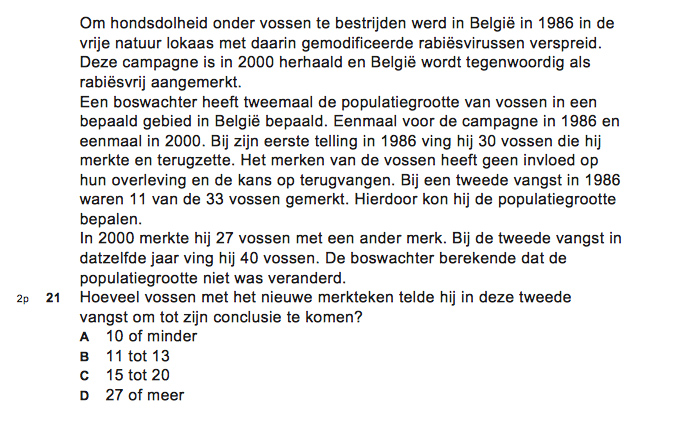 Om hondsdolheid onder vossen te bestrijden werd in België in 1986 in de
vrije natuur lokaas met daarin gemodificeerde rabiësvirussen verspreid.
Deze campagne is in 2000 herhaald en België wordt tegenwoordig als
rabiësvrij aangemerkt.
Een boswachter heeft tweemaal de populatiegrootte van vossen in een
bepaald gebied in België bepaald. Eenmaal voor de campagne in 1986 en
eenmaal in 2000. Bij zijn eerste telling in 1986 ving hij 30 vossen die hij
merkte en terugzette. Het merken van de vossen heeft geen invloed op
hun overleving en de kans op terugvangen. Bij een tweede vangst in 1986
waren 11 van de 33 vossen gemerkt. Hierdoor kon hij de populatiegrootte
bepalen.
In 2000 merkte hij 27 vossen met een ander merk. Bij de tweede vangst in
datzelfde jaar ving hij 40 vossen. De boswachter berekende dat de
populatiegrootte niet was veranderd.
2p 21 Hoeveel vossen met het nieuwe merkteken telde hij in deze tweede
vangst om tot zijn conclusie te komen?
A 10 of minder
B 11 tot 13
C 15 tot 20
D 27 of meer